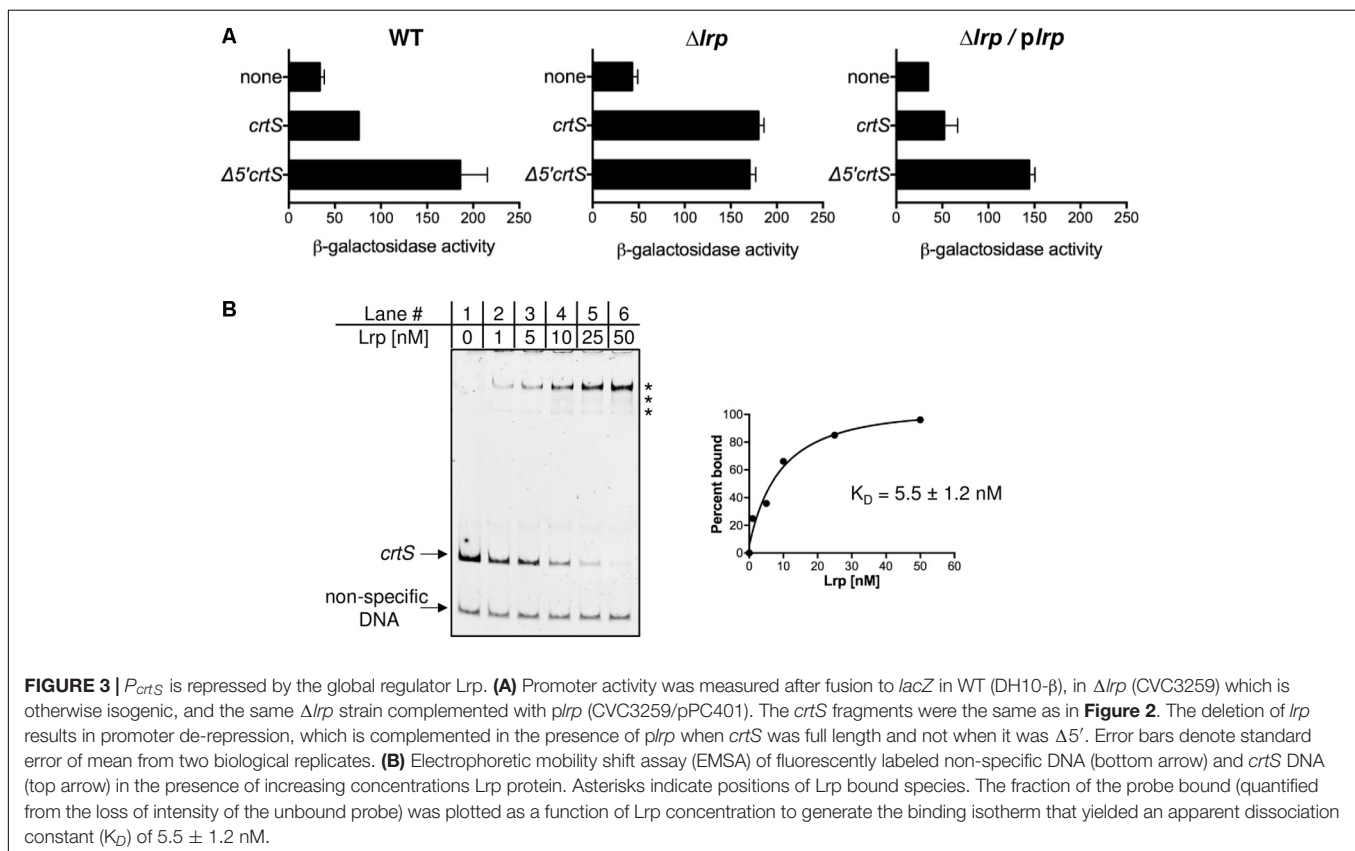 A
WT
Δlrp
Δlrp / plrp
none
crtS
Δ5'crtS
0 50 100 150 200 250
β-galactosidase activity
none
crtS
Δ5'crtS
0 50 100 150 200 250
β-galactosidase activity
none
crtS
Δ5'crtS
0 50 100 150 200 250
β-galactosidase activity
B
Lane # 1 2 3 4 5 6
Lrp [nM] 0 1 5 10 25 50
*
*
*
crtS
non-specific
DNA
Percent bound
100
80
60
40
20
0
0 10 20 30 40 50 60
Lrp [nM]
KD = 5.5 ± 1.2 nM
FIGURE 3 | PcrtS is repressed by the global regulator Lrp. (A) Promoter activity was measured after fusion to lacZ in WT (DH10-β), in Δlrp (CVC3259) which is
otherwise isogenic, and the same Δlrp strain complemented with plrp (CVC3259/pPC401). The crtS fragments were the same as in Figure 2. The deletion of lrp
results in promoter de-repression, which is complemented in the presence of plrp when crtS was full length and not when it was Δ5′. Error bars denote standard
error of mean from two biological replicates. (B) Electrophoretic mobility shift assay (EMSA) of fluorescently labeled non-specific DNA (bottom arrow) and crtS DNA
(top arrow) in the presence of increasing concentrations Lrp protein. Asterisks indicate positions of Lrp bound species. The fraction of the probe bound (quantified
from the loss of intensity of the unbound probe) was plotted as a function of Lrp concentration to generate the binding isotherm that yielded an apparent dissociation
constant (KD) of 5.5 ± 1.2 nM.